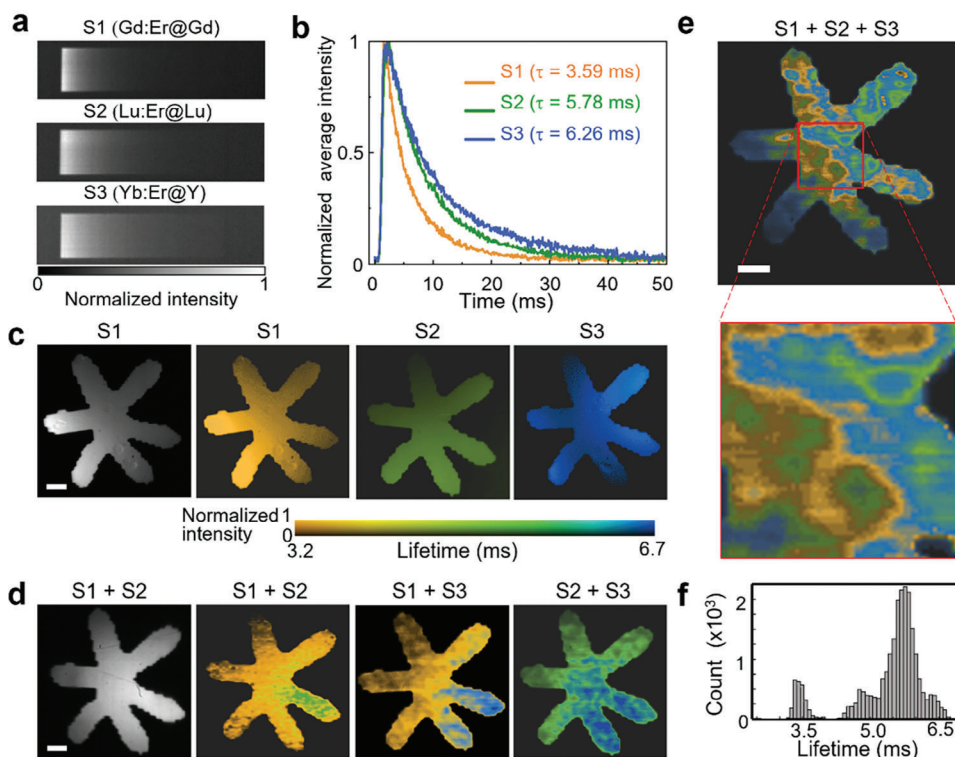 a
S1 (Gd:Er@Gd)
S2 (Lu:Er@Lu)
S3 (Yb:Er@Y)
0 1
Normalized intensity
b
Normalized average intensity
1
0.5
0
S1 (τ = 3.59 ms)
S2 (τ = 5.78 ms)
S3 (τ = 6.26 ms)
0 10 20 30 40 50
Time (ms)
c
S1 S1 S2 S3
Normalized intensity
1
0
3.2 Lifetime (ms) 6.7
d
S1 + S2 S1 + S2 S1 + S3 S2 + S3
e
S1 + S2 + S3
f
Count (x10³)
2
1
0
3.5 5.0 6.5
Lifetime (ms)